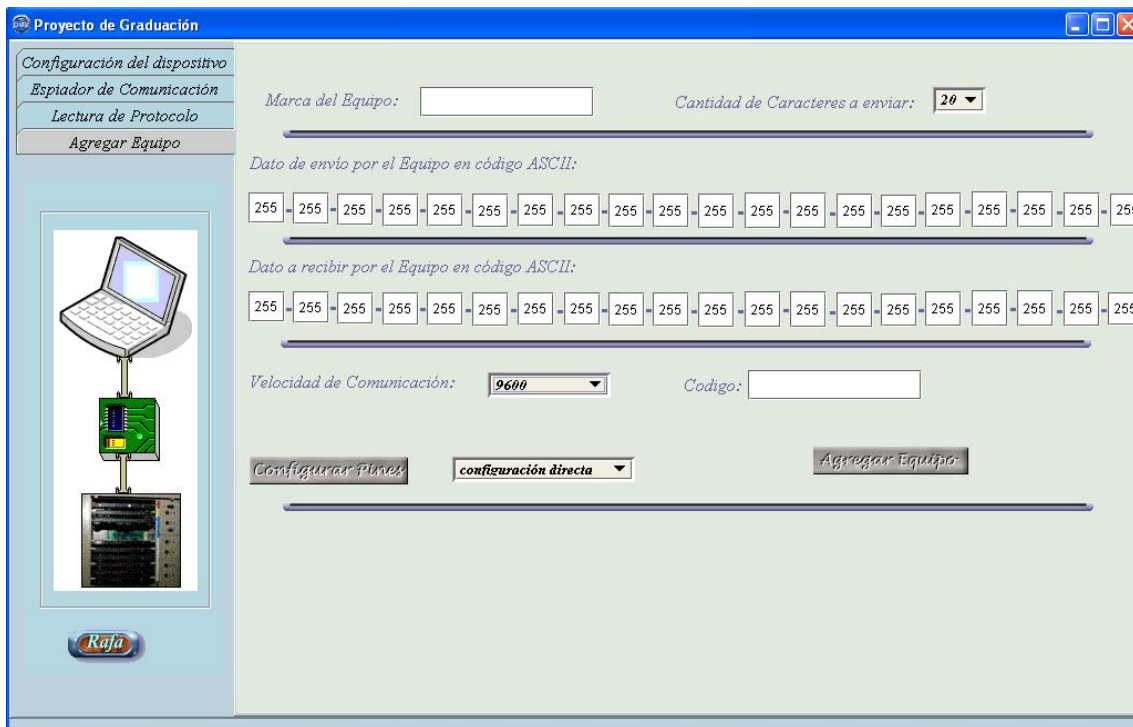 Proyecto de Graduación
Configuración del dispositivo
Espiador de Comunicación
Lectura de Protocolo
Agregar Equipo
Marca del Equipo: Cantidad de Caracteres a enviar: 20
Dato de envío por el Equipo en código ASCII:
255 - 255 - 255 - 255 - 255 - 255 - 255 - 255 - 255 - 255 - 255 - 255 - 255 - 255 - 255 - 255 - 255 - 255 - 255 -
Dato a recibir por el Equipo en código ASCII:
255 - 255 - 255 - 255 - 255 - 255 - 255 - 255 - 255 - 255 - 255 - 255 - 255 - 255 - 255 - 255 - 255 - 255 - 255 - 255
Velocidad de Comunicación: 9600 Codigo:
Configurar Pines configuración directa Agregar Equipo
Rafa